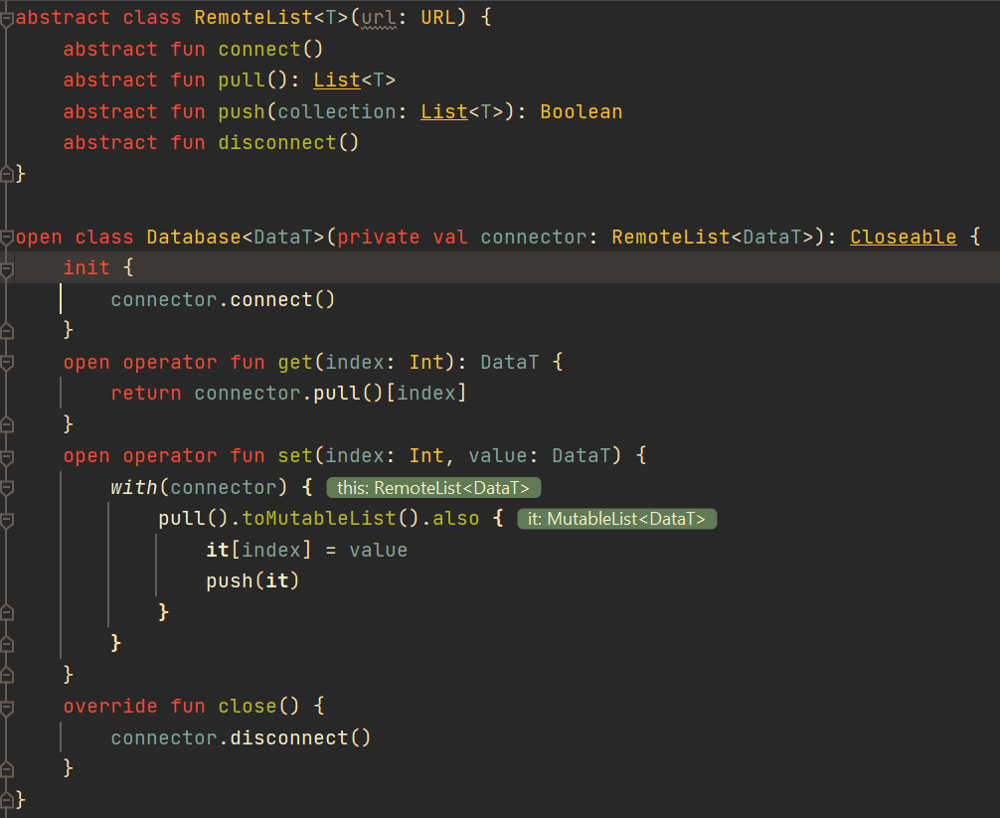 abstract class RemoteList<T>(url: URL) {
    abstract fun connect()
    abstract fun pull(): List<T>
    abstract fun push(collection: List<T>): Boolean
    abstract fun disconnect()
}

open class Database<DataT>(private val connector: RemoteList<DataT>): Closeable {
    init {
        connector.connect()
    }
    open operator fun get(index: Int): DataT {
        return connector.pull()[index]
    }
    open operator fun set(index: Int, value: DataT) {
        with(connector) { this: RemoteList<DataT>
            pull().toMutableList().also { it: MutableList<DataT>
                it[index] = value
                push(it)
            }
        }
    }
    override fun close() {
        connector.disconnect()
    }
}